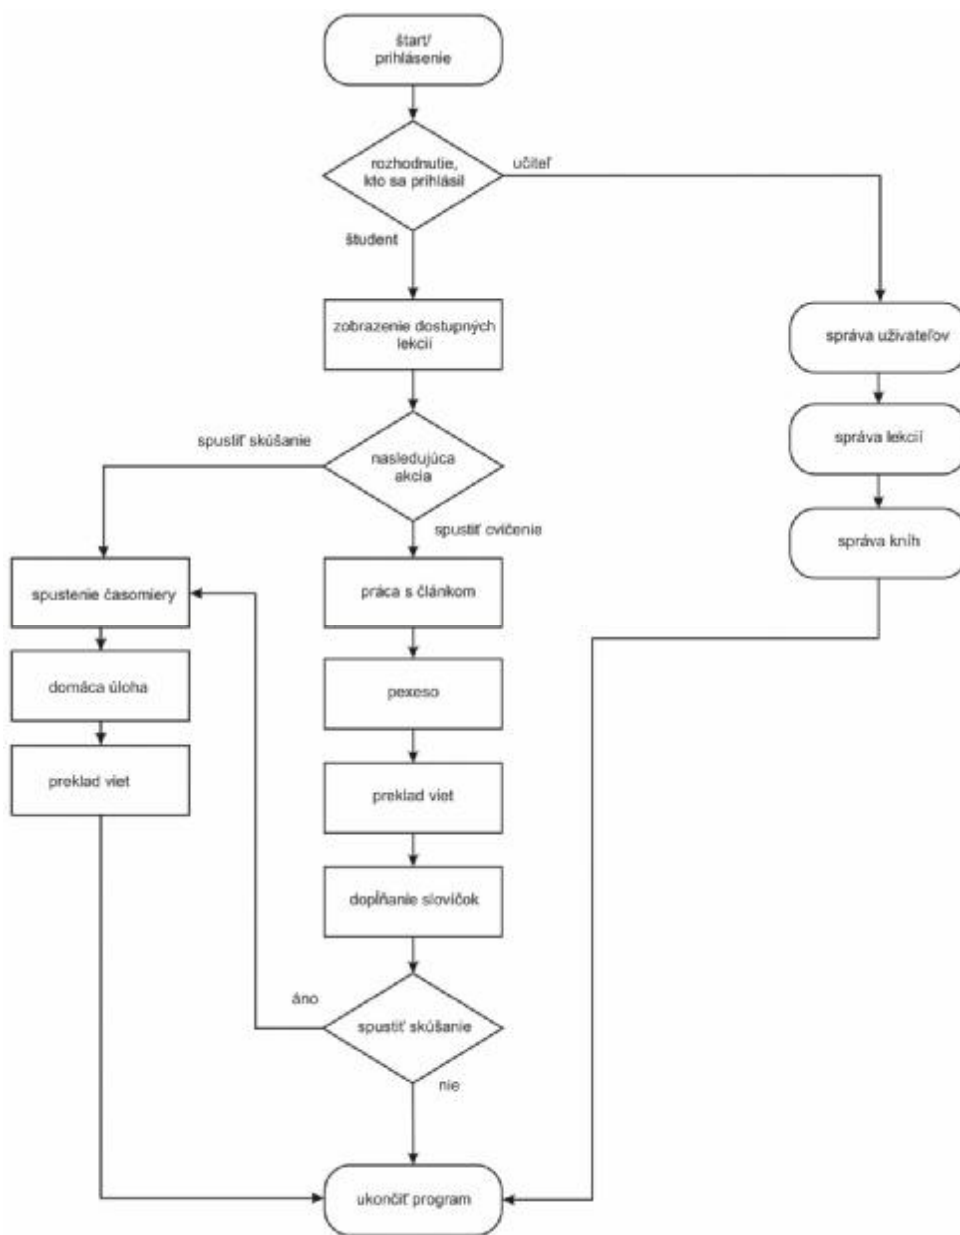 štart/
prihlásenie
rozhodnutie,
kto sa prihlásil
učiteľ
študent
zobrazenie dostupných
lekcií
správa uživateľov
správa lekcií
správa kníh
spustiť skúšanie
nasledujúca
akcia
spustiť cvičenie
spustenie časomiery
domáca úloha
preklad viet
práca s článkom
pexeso
preklad viet
dopĺňanie slovíčok
áno
spustiť skúšanie
nie
ukončiť program